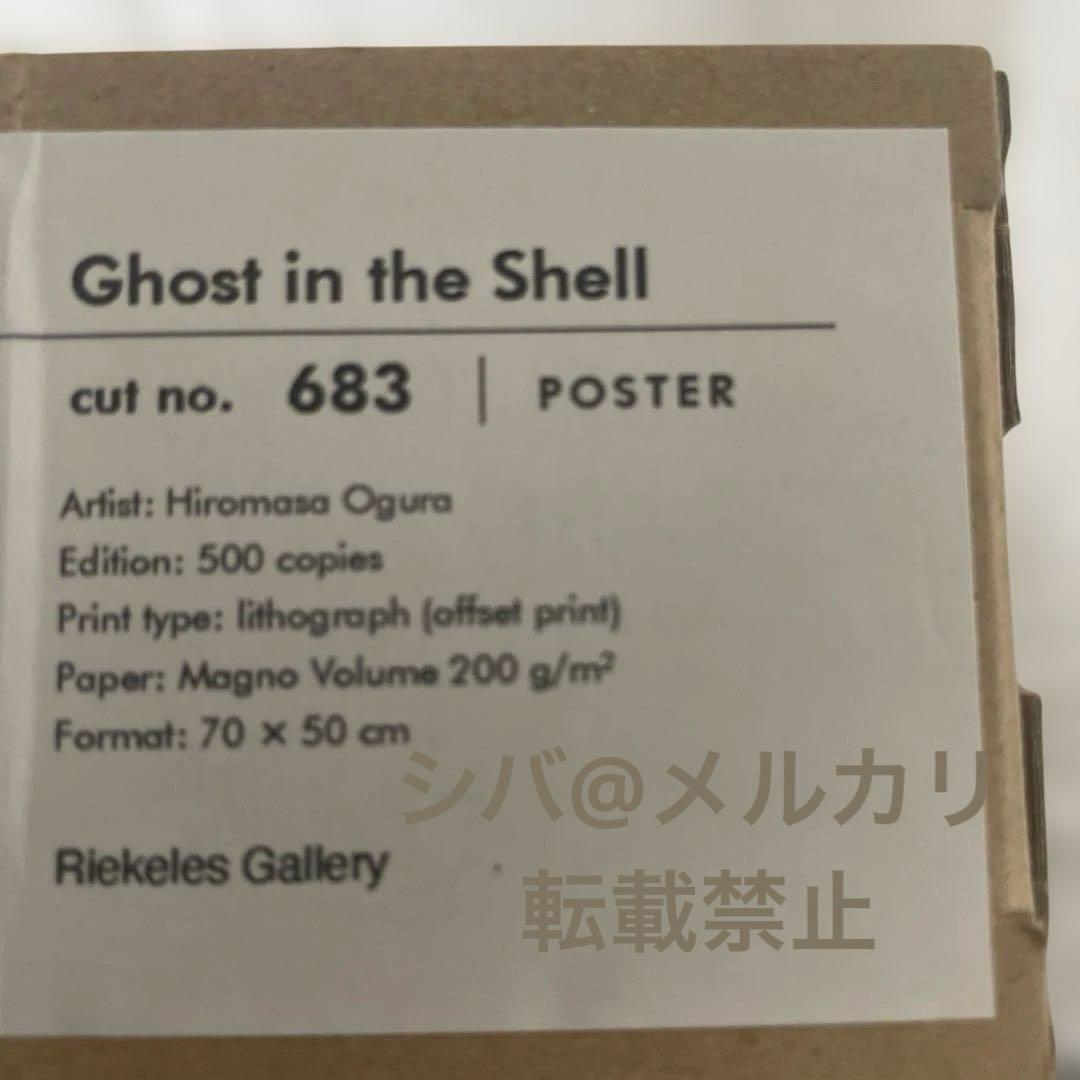 Ghost in the Shell
cut no. 683 | POSTER
Artist: Hiromasa Ogura
Edition: 500 copies
Print type: lithograph (offset print)
Paper: Magno Volume 200 g/m²
Format: 70 × 50 cm
シバ@メルカリ
Riekeles Gallery
転載禁止